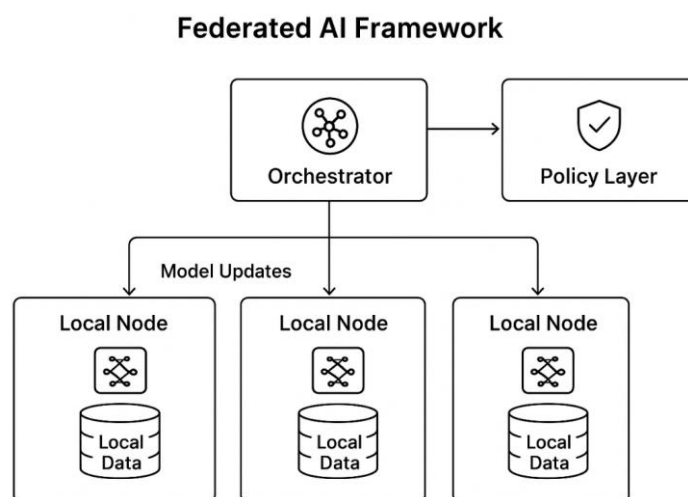 Federated AI Framework
Orchestrator
Policy Layer
Model Updates
Local Node
Local
Data
Local Node
Local
Data
Local Node
Local
Data